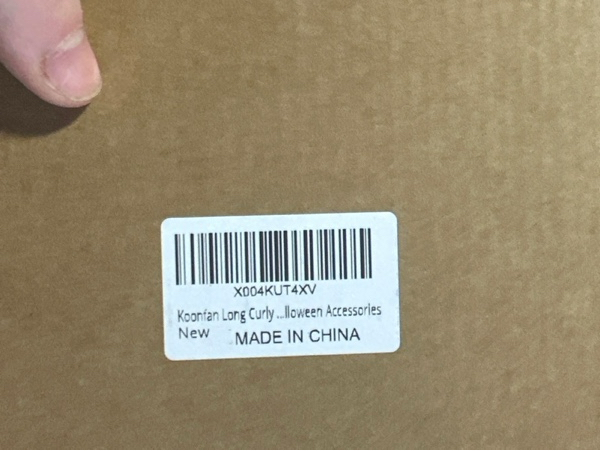 X004KUT4XV
Koonfan Long Curly ...lloween Accessories
New
MADE IN CHINA